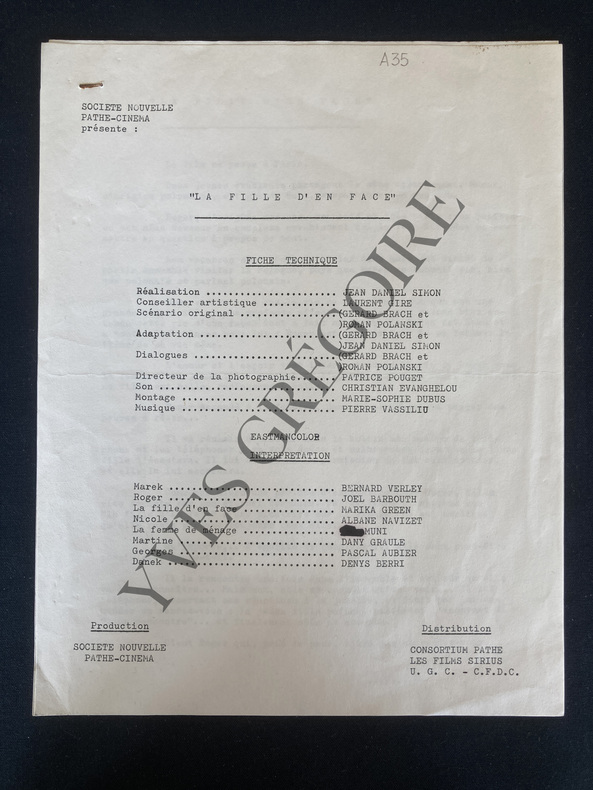 A35
SOCIETE NOUVELLE
PATHE-CINEMA
présente :
"LA FILLE D'EN FACE"
FICHE TECHNIQUE
Réalisation ........................ JEAN DANIEL SIMON
Conseiller artistique ............. LAURENT GIRE
Scénario original ................. (GERARD BRACH et
)ROMAN POLANSKI
Adaptation ......................... (GERARD BRACH et
)JEAN DANIEL SIMON
Dialogues .......................... (GERARD BRACH et
)ROMAN POLANSKI
Directeur de la photographie...... PATRICE POUGET
Son ................................ CHRISTIAN EVANGHELOU
Montage ............................ MARIE-SOPHIE DUBUS
Musique ............................ PIERRE VASSILIU
EASTMANCOLOR
INTERPRETATION
Marek .............................. BERNARD VERLEY
Roger .............................. JOEL BARBOUTH
La fille d'en face ................ MARIKA GREEN
Nicole ............................. ALBANE NAVIZET
La femme de ménage ................ MUNI
Martine ............................ DANY GRAULE
Georges ............................ PASCAL AUBIER
Danek .............................. DENYS BERRI
Production
SOCIETE NOUVELLE
PATHE-CINEMA
Distribution
CONSORTIUM PATHE
LES FILMS SIRIUS
U. G. C. - C.F.D.C.
YVES GRÉGOIRE